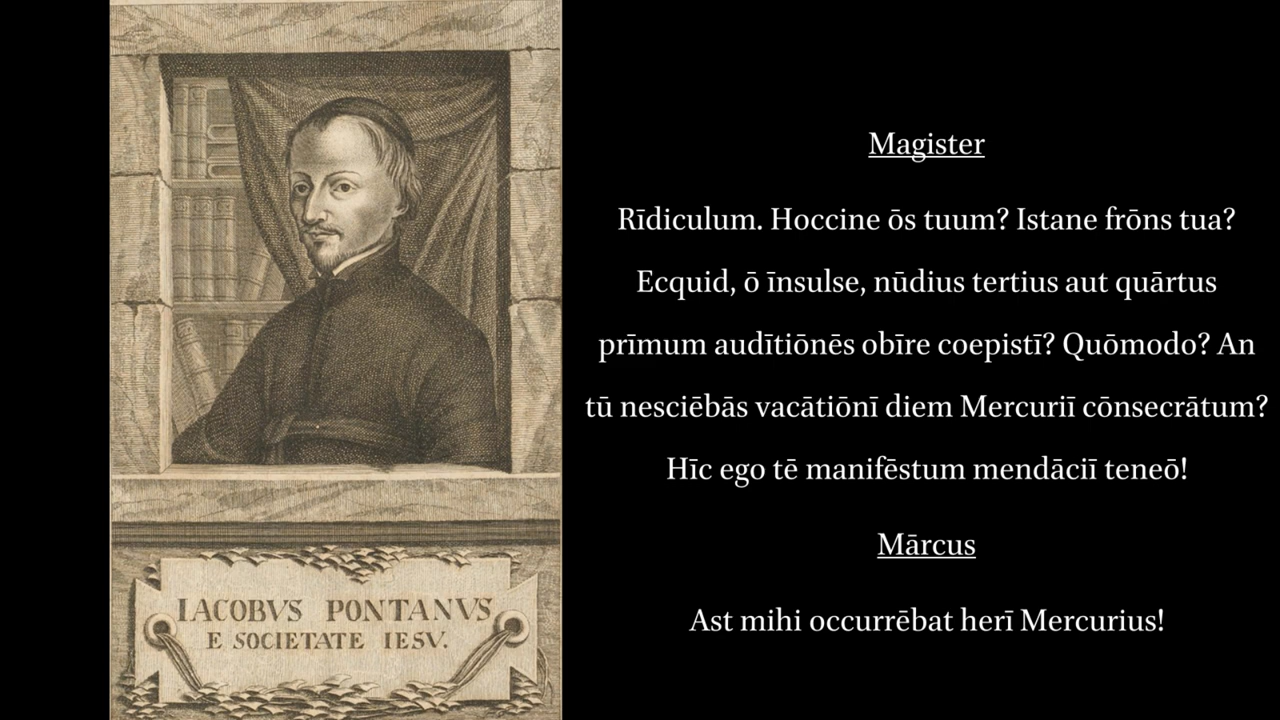 Magister
Rīdiculum. Hoccine ōs tuum? Istane frōns tua?
Ecquid, ō īnsulse, nūdius tertius aut quārtus
prīmum audītiōnēs obīre coepistī? Quōmodo? An
tū nesciēbās vacātiōnī diem Mercuriī cōnsecrātum?
Hīc ego tē manifēstum mendāciī teneō!
Mārcus
Ast mihi occurrēbat herī Mercurius!
IACOBVS PONTANVS
E SOCIETATE IESV.